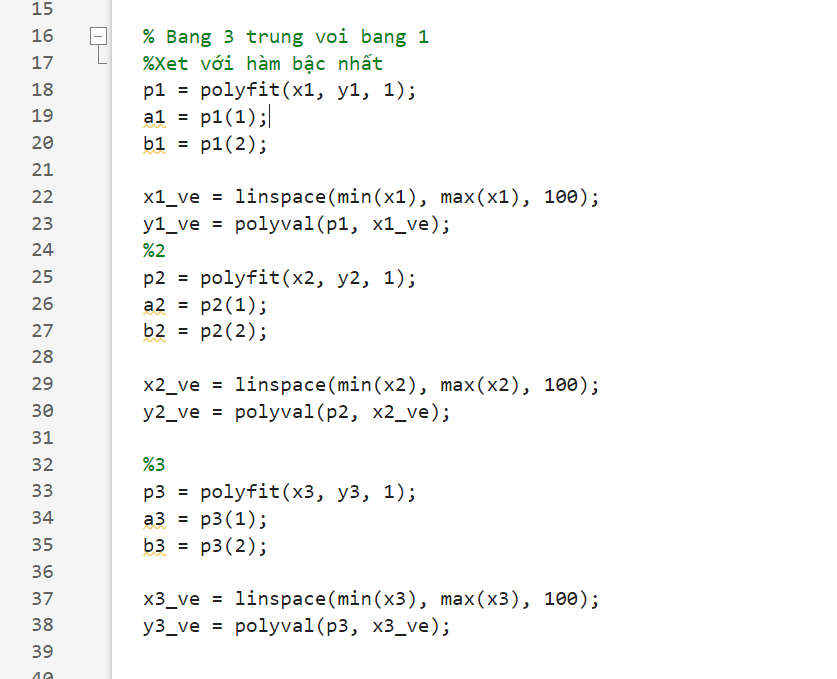 15
16 % Bang 3 trung voi bang 1
17 %Xet với hàm bậc nhất
18 p1 = polyfit(x1, y1, 1);
19 a1 = p1(1);
20 b1 = p1(2);
21
22 x1_ve = linspace(min(x1), max(x1), 100);
23 y1_ve = polyval(p1, x1_ve);
24 %2
25 p2 = polyfit(x2, y2, 1);
26 a2 = p2(1);
27 b2 = p2(2);
28
29 x2_ve = linspace(min(x2), max(x2), 100);
30 y2_ve = polyval(p2, x2_ve);
31
32 %3
33 p3 = polyfit(x3, y3, 1);
34 a3 = p3(1);
35 b3 = p3(2);
36
37 x3_ve = linspace(min(x3), max(x3), 100);
38 y3_ve = polyval(p3, x3_ve);
39
40